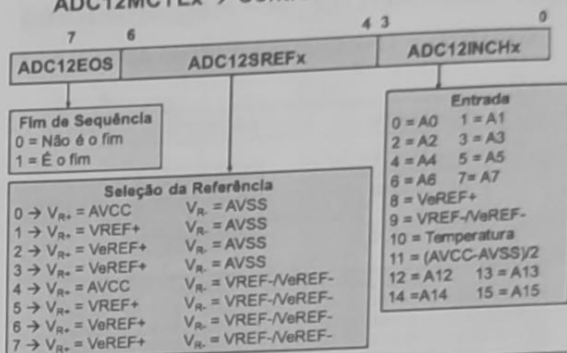 7 6 4 3 0
ADC12EOS ADC12SREFx ADC12INCHx
Fim de Sequência
0 = Não é o fim
1 = É o fim
Seleção da Referência
0 → VR+ = AVCC VR- = AVSS
1 → VR+ = VREF+ VR- = AVSS
2 → VR+ = VeREF+ VR- = AVSS
3 → VR+ = VeREF+ VR- = AVSS
4 → VR+ = AVCC VR- = VREF-/VeREF-
5 → VR+ = VREF+ VR- = VREF-/VeREF-
6 → VR+ = VeREF+ VR- = VREF-/VeREF-
7 → VR+ = VeREF+ VR- = VREF-/VeREF-
Entrada
0 = A0 1 = A1
2 = A2 3 = A3
4 = A4 5 = A5
6 = A6 7= A7
8 = VeREF+
9 = VREF-/VeREF-
10 = Temperatura
11 = (AVCC-AVSS)/2
12 = A12 13 = A13
14 =A14 15 = A15